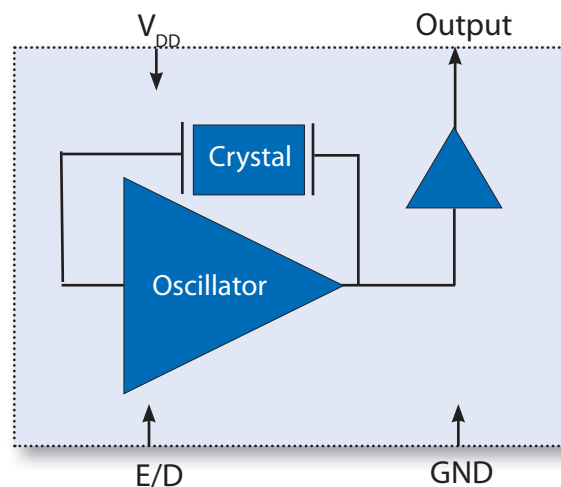 VDD
Output
Crystal
Oscillator
E/D
GND